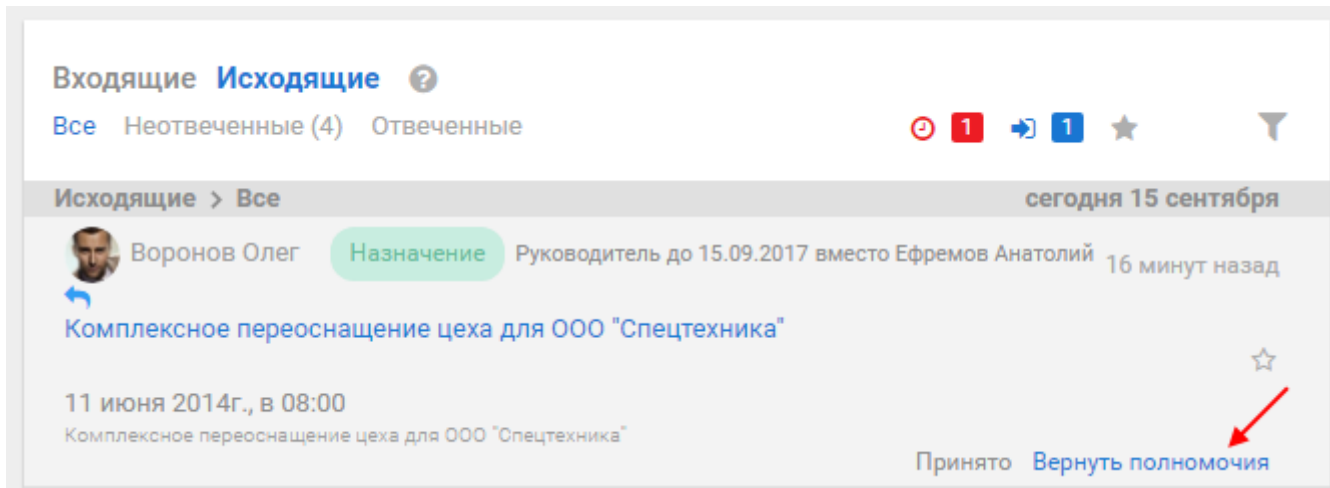 Входящие Исходящие ?
Все Неотвеченные (4) Отвеченные 1 1
Исходящие > Все сегодня 15 сентября
Воронов Олег Назначение Руководитель до 15.09.2017 вместо Ефремов Анатолий 16 минут назад
Комплексное переоснащение цеха для ООО "Спецтехника"
11 июня 2014г., в 08:00
Комплексное переоснащение цеха для ООО "Спецтехника"
Принято Вернуть полномочия